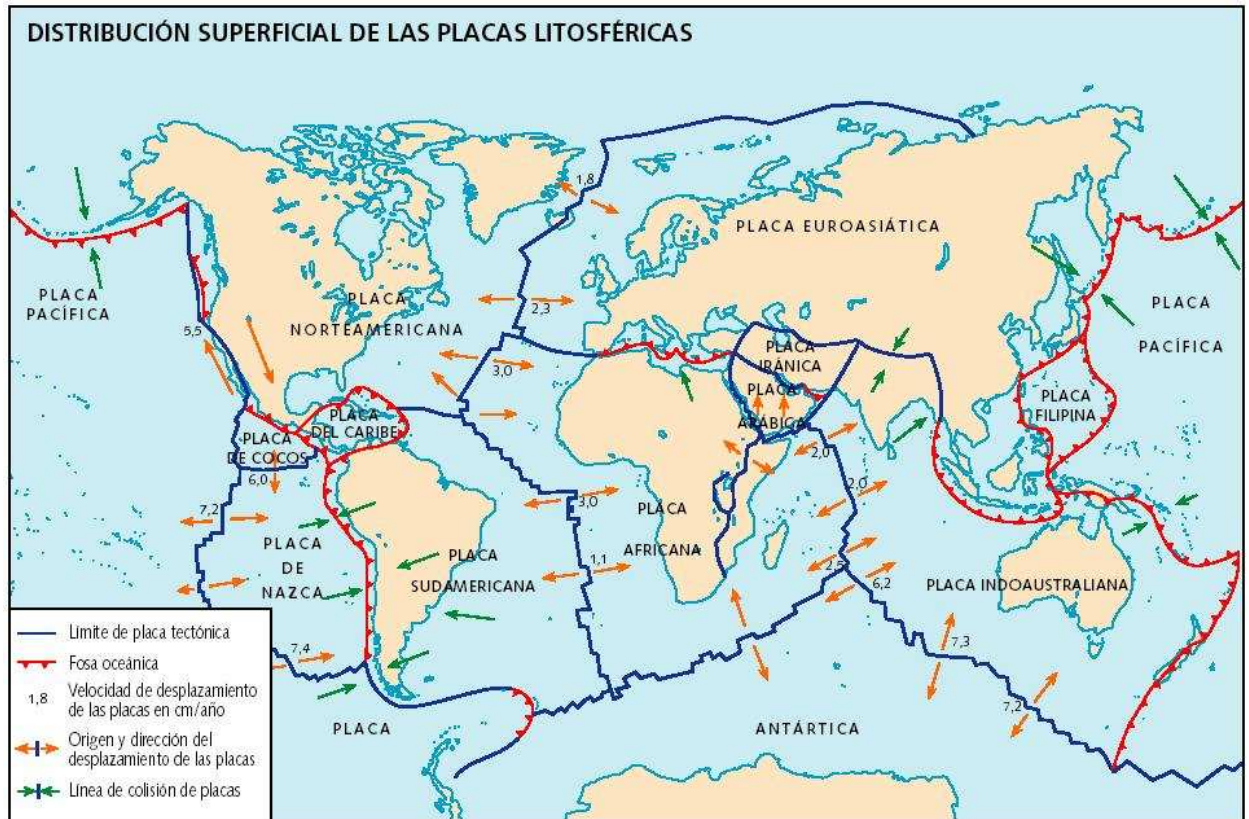 DISTRIBUCIÓN SUPERFICIAL DE LAS PLACAS LITOSFÉRICAS
1,8
PLACA EUROASIÁTICA
PLACA
PACÍFICA
PLACA
NORTEAMERICANA
2,3
PLACA
PACÍFICA
5,5
3,0
PLACA
IRÁNICA
PLACA
ARÁBIGA
PLACA
FILIPINA
PLACA
DEL CARIBE
PLACA
DE COCOS
6,0
2,0
7,2
3,0
2,0
PLACA
DE
NAZCA
PLACA
SUDAMERICANA
1,1
PLACA
AFRICANA
2,5
6,2
PLACA INDOAUSTRALIANA
7,4
7,3
7,2
PLACA
ANTÁRTICA
Límite de placa tectónica
Fosa oceánica
1,8
Velocidad de desplazamiento
de las placas en cm/año
Origen y dirección del
desplazamiento de las placas
Línea de colisión de placas